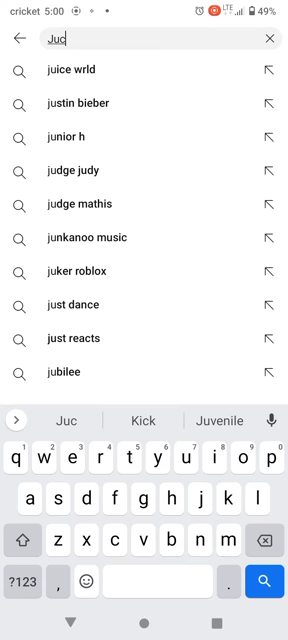 cricket 5:00 LTE 49%
Juc
juice wrld
justin bieber
junior h
judge judy
judge mathis
junkanoo music
juker roblox
just dance
just reacts
jubilee
Juc Kick Juvenile
1 2 3 4 5 6 7 8 9 0
q w e r t y u i o p
a s d f g h j k l
z x c v b n m
?123 , .